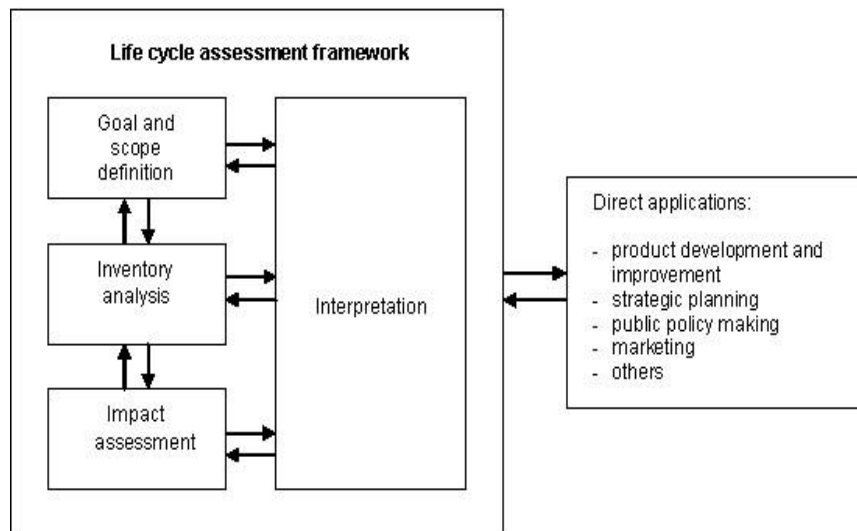 Life cycle assessment framework
Goal and
scope
definition
Inventory
analysis
Impact
assessment
Interpretation
Direct applications:
- product development and
improvement
- strategic planning
- public policy making
- marketing
- others